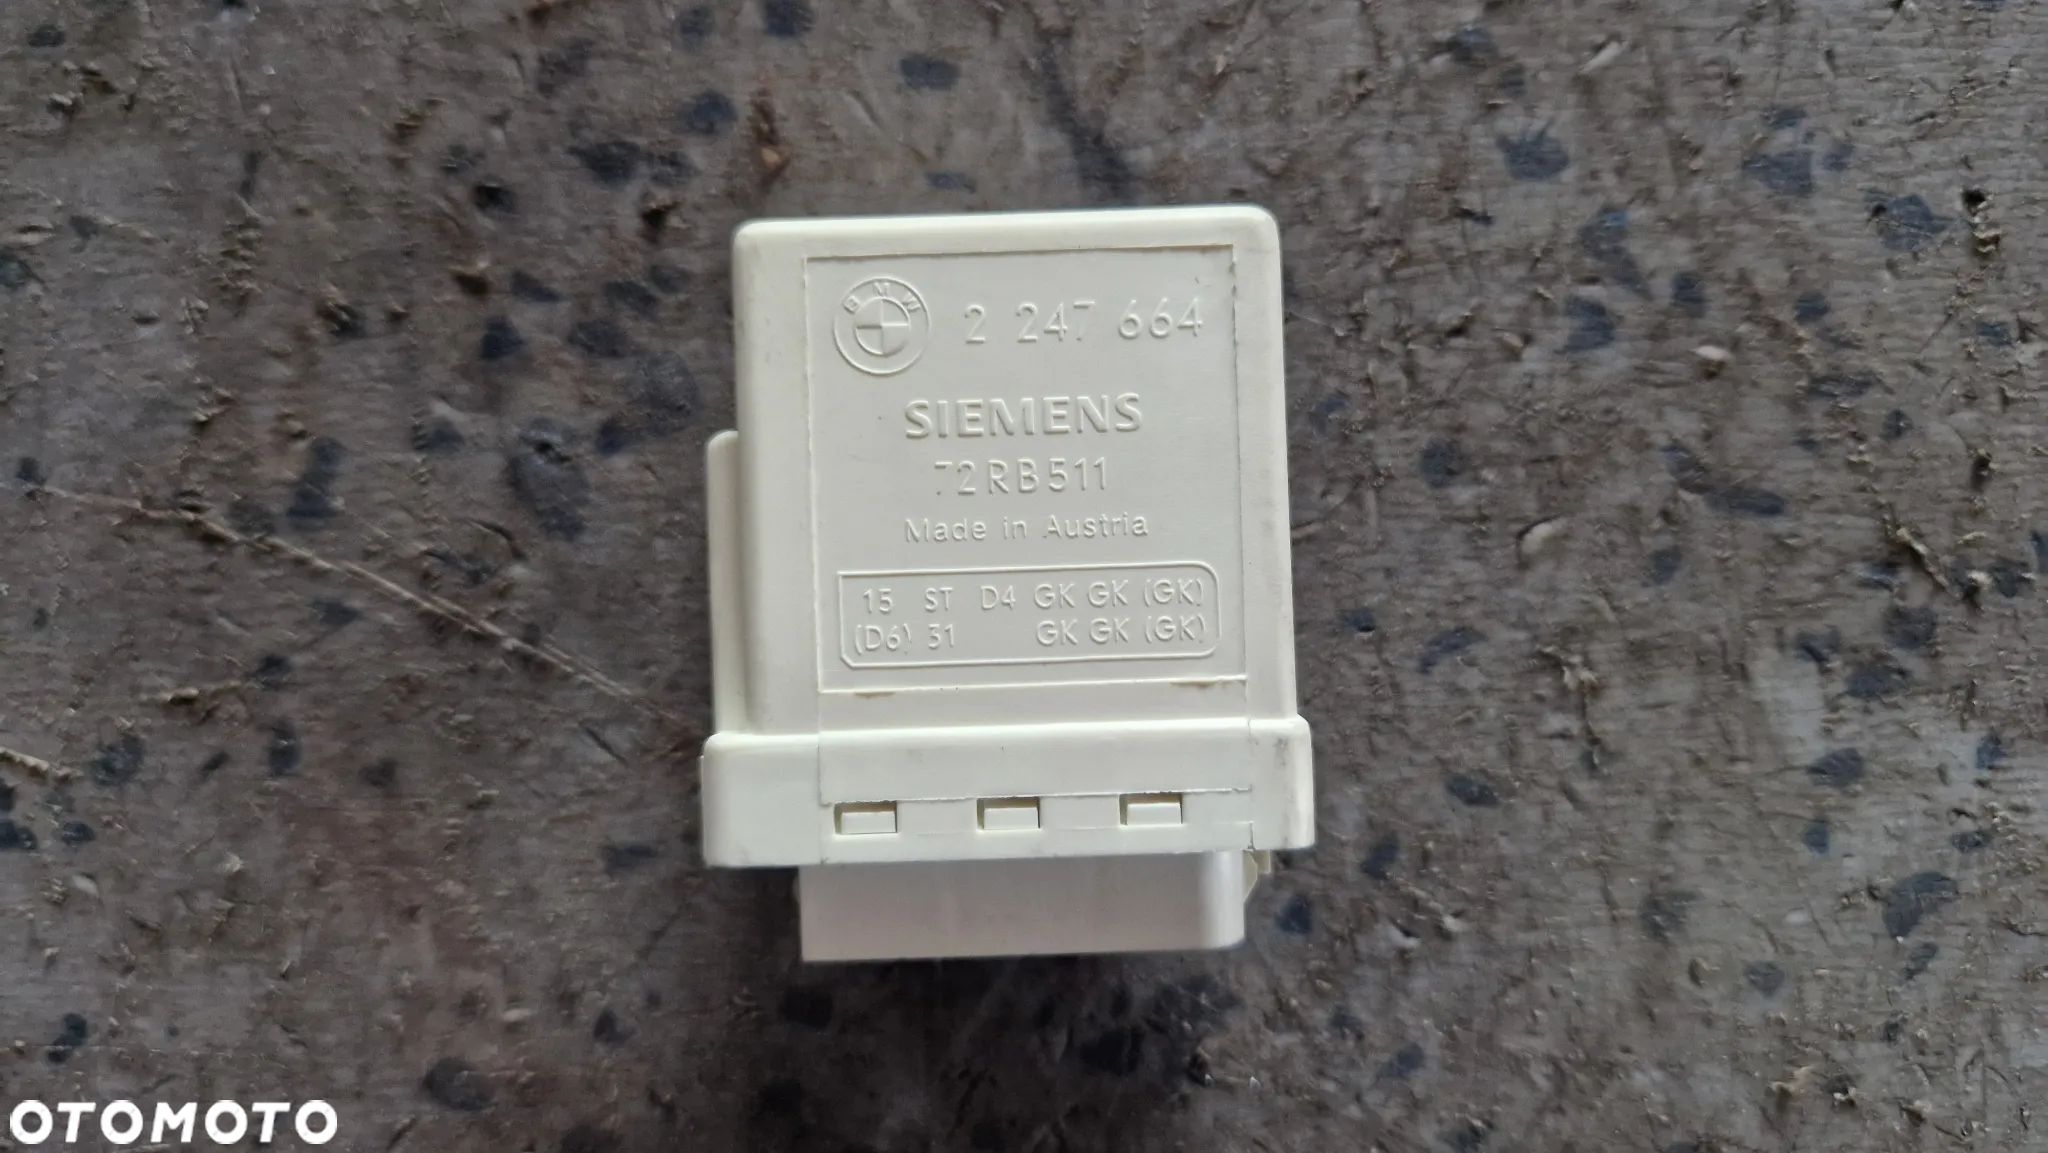 BMW 2 247 664
SIEMENS
72RB511
Made in Austria
15 ST D4 GK GK (GK)
(D6) 31 GK GK (GK)
OTOMOTO